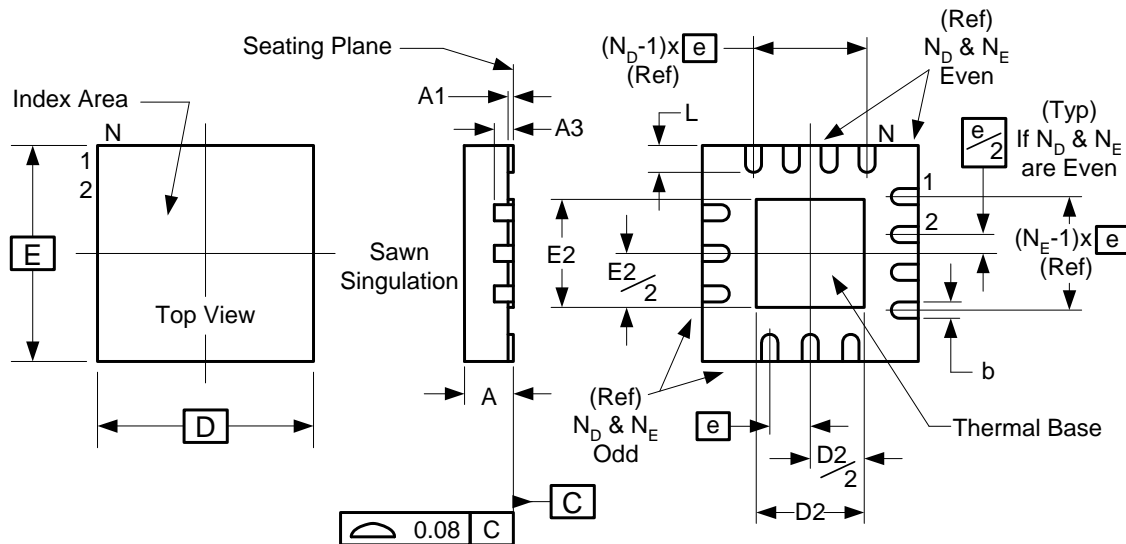 Seating Plane
Index Area
N
1
2
E
Top View
D
A1
A3
Sawn
Singulation
A
C
0.08 C
(N_D-1)x e
(Ref)
(Ref)
N_D & N_E
Even
L
N
e/2
(Typ)
If N_D & N_E
are Even
1
2
(N_E-1)x e
(Ref)
E2
E2/2
b
(Ref)
N_D & N_E
Odd
e
Thermal Base
D2/2
D2